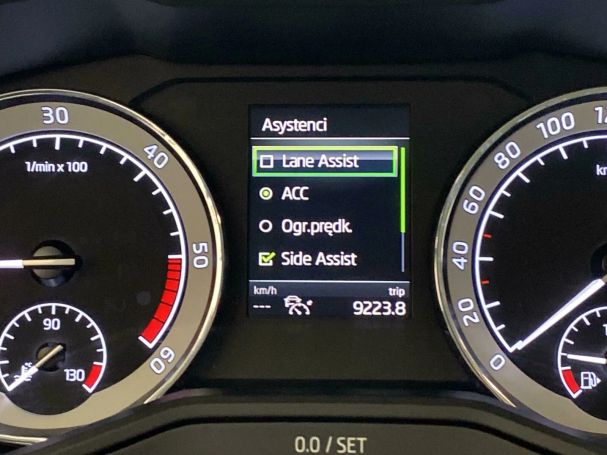 30
40
50
60
1/min x 100
90
130
Asystenci
Lane Assist
ACC
Ogr.prędk.
Side Assist
km/h
trip
---
9223.8
0
20
40
60
80
100
0.0 / SET